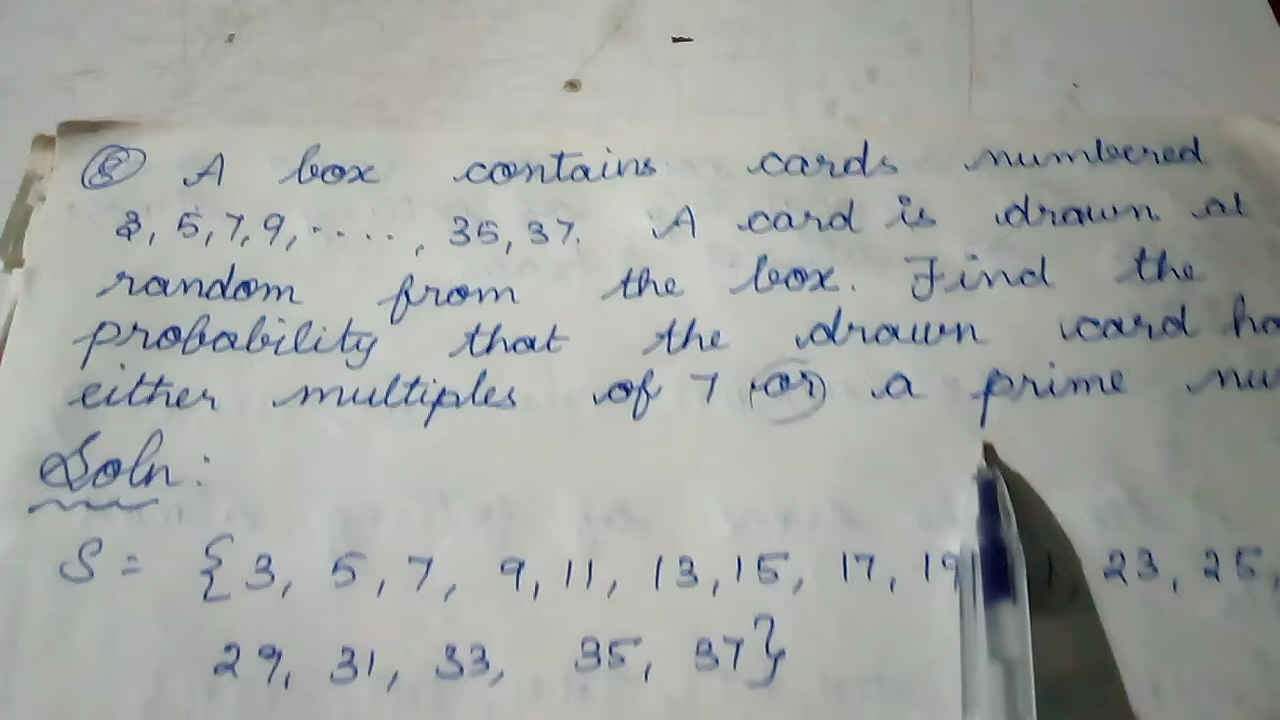 ⑧ A box contains cards numbered
3, 5, 7, 9, ....., 35, 37. A card is drawn at
random from the box. Find the
probability that the drawn card
either multiples of 7 (or) a prime
Soln:
S = {3, 5, 7, 9, 11, 13, 15, 17, 19 23, 25,
29, 31, 33, 35, 37}